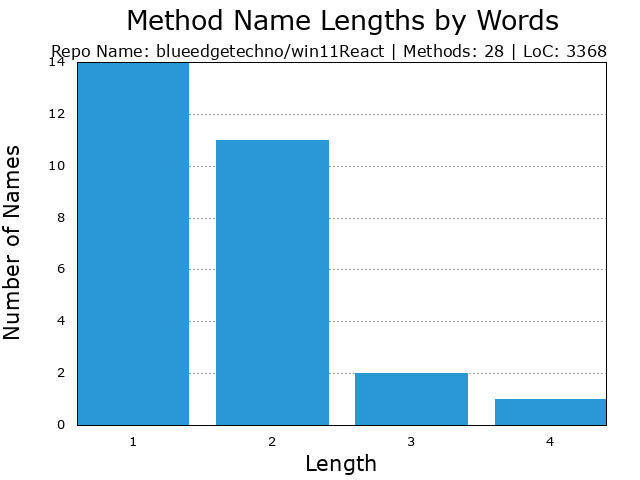 Method Name Lengths by Words
Repo Name: blueedgetechno/win11React | Methods: 28 | LoC: 3368
Number of Names
14
12
10
8
6
4
2
0
1 2 3 4
Length